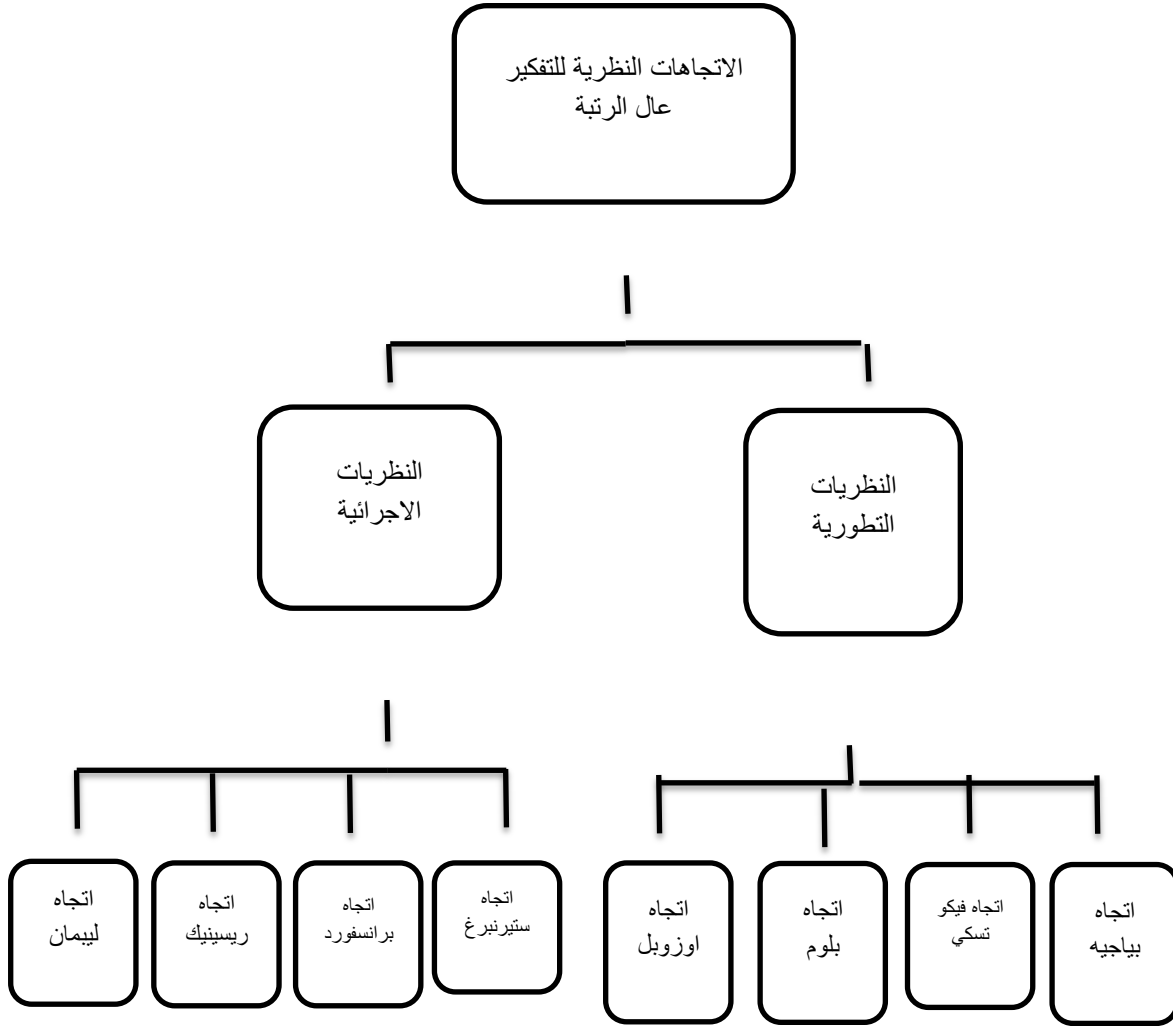 الاتجاهات النظرية للتفكير
عال الرتبة
النظريات
التطورية
النظريات
الاجرائية
اتجاه
بياجيه
اتجاه فيكو
تسكي
اتجاه
بلوم
اتجاه
اوزوبل
اتجاه
ستيرنبرغ
اتجاه
برانسفورد
اتجاه
ريسينيك
اتجاه
ليبمان